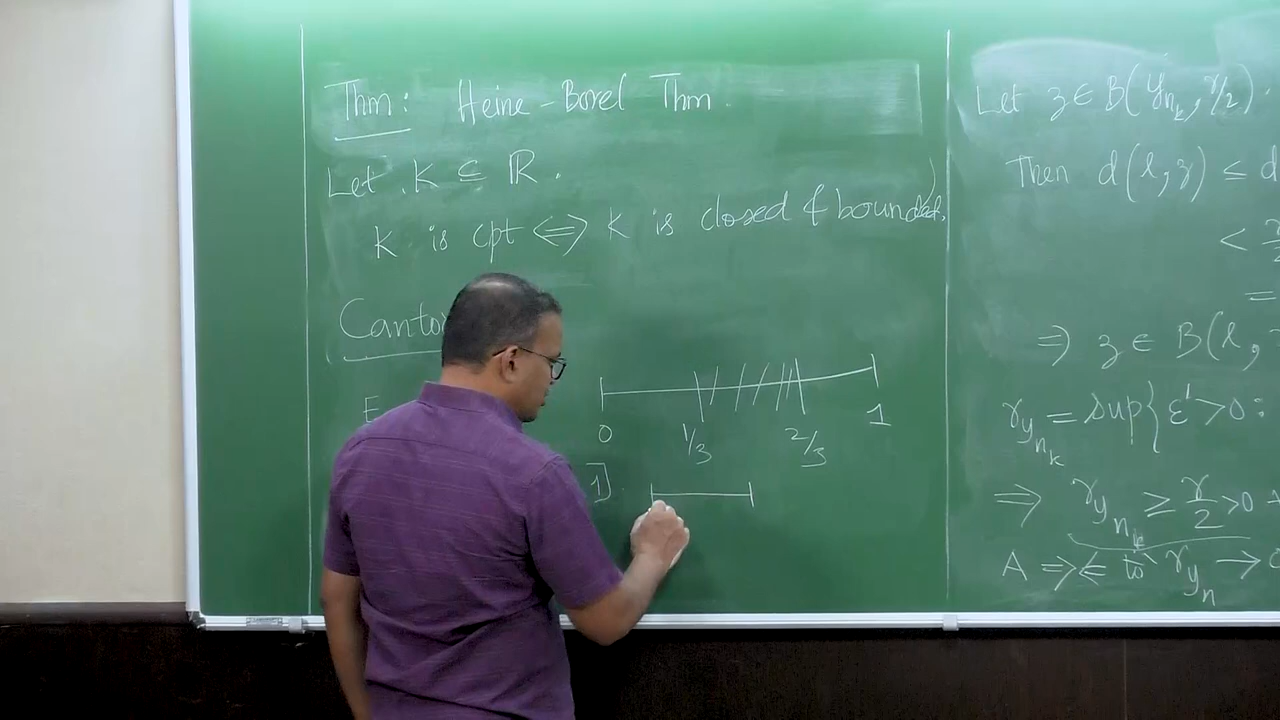 Thm: Heine-Borel Thm.
Let K ⊆ ℝ.
K is cpt ⟺ K is closed & bounded.
0 1/3 2/3 1
1].
Let z ∈ B(y_{n_k}, r/2).
Then d(l, z) ≤ d
<
=
⇒ z ∈ B(l,
r_{y_{n_k}} = sup{ε' > 0 :
⇒ r_{y_{n_k}} ≥ r/2 > 0
A ⇒⇐ to r_{y_n} →